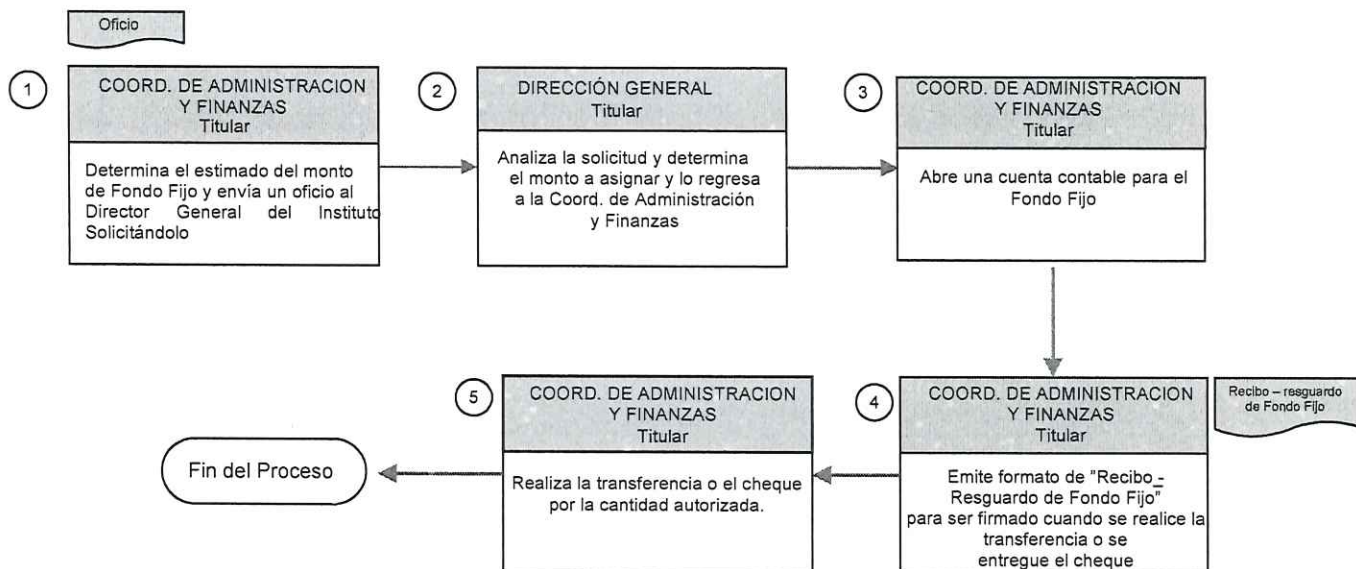 Oficio
1
COORD. DE ADMINISTRACION
Y FINANZAS
Titular
Determina el estimado del monto
de Fondo Fijo y envía un oficio al
Director General del Instituto
Solicitándolo
2
DIRECCIÓN GENERAL
Titular
Analiza la solicitud y determina
el monto a asignar y lo regresa
a la Coord. de Administración
y Finanzas
3
COORD. DE ADMINISTRACION
Y FINANZAS
Titular
Abre una cuenta contable para el
Fondo Fijo
4
COORD. DE ADMINISTRACION
Y FINANZAS
Titular
Emite formato de "Recibo -
Resguardo de Fondo Fijo"
para ser firmado cuando se realice la
transferencia o se
entregue el cheque
Recibo – resguardo
de Fondo Fijo
5
COORD. DE ADMINISTRACION
Y FINANZAS
Titular
Realiza la transferencia o el cheque
por la cantidad autorizada.
Fin del Proceso